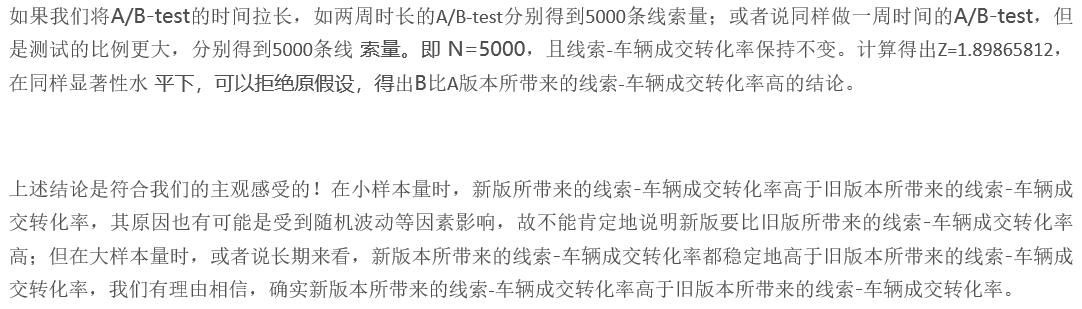 如果我们将A/B-test的时间拉长，如两周时长的A/B-test分别得到5000条线索量；或者说同样做一周时间的A/B-test，但
是测试的比例更大，分别得到5000条线 索量。即 N=5000，且线索-车辆成交转化率保持不变。计算得出Z=1.89865812，
在同样显著性水 平下，可以拒绝原假设，得出B比A版本所带来的线索-车辆成交转化率高的结论。
上述结论是符合我们的主观感受的！在小样本量时，新版所带来的线索-车辆成交转化率高于旧版本所带来的线索-车辆成
交转化率，其原因也有可能是受到随机波动等因素影响，故不能肯定地说明新版要比旧版所带来的线索-车辆成交转化率
高；但在大样本量时，或者说长期来看，新版本所带来的线索-车辆成交转化率都稳定地高于旧版本所带来的线索-车辆成
交转化率，我们有理由相信，确实新版本所带来的线索-车辆成交转化率高于旧版本所带来的线索-车辆成交转化率。